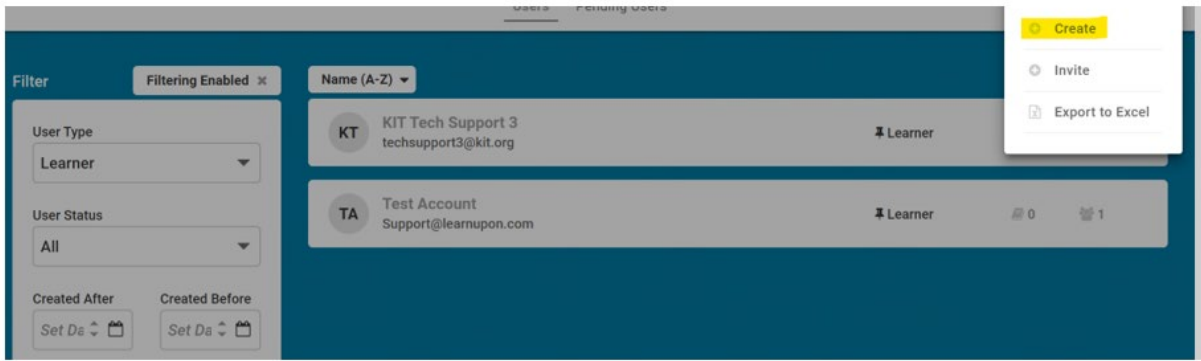 Users Pending Users
Create
Invite
Export to Excel
Filter
Filtering Enabled
Name (A-Z)
User Type
Learner
User Status
All
Created After Created Before
Set Da Set Da
KT
KIT Tech Support 3
techsupport3@kit.org
Learner
TA
Test Account
Support@learnupon.com
Learner 0 1